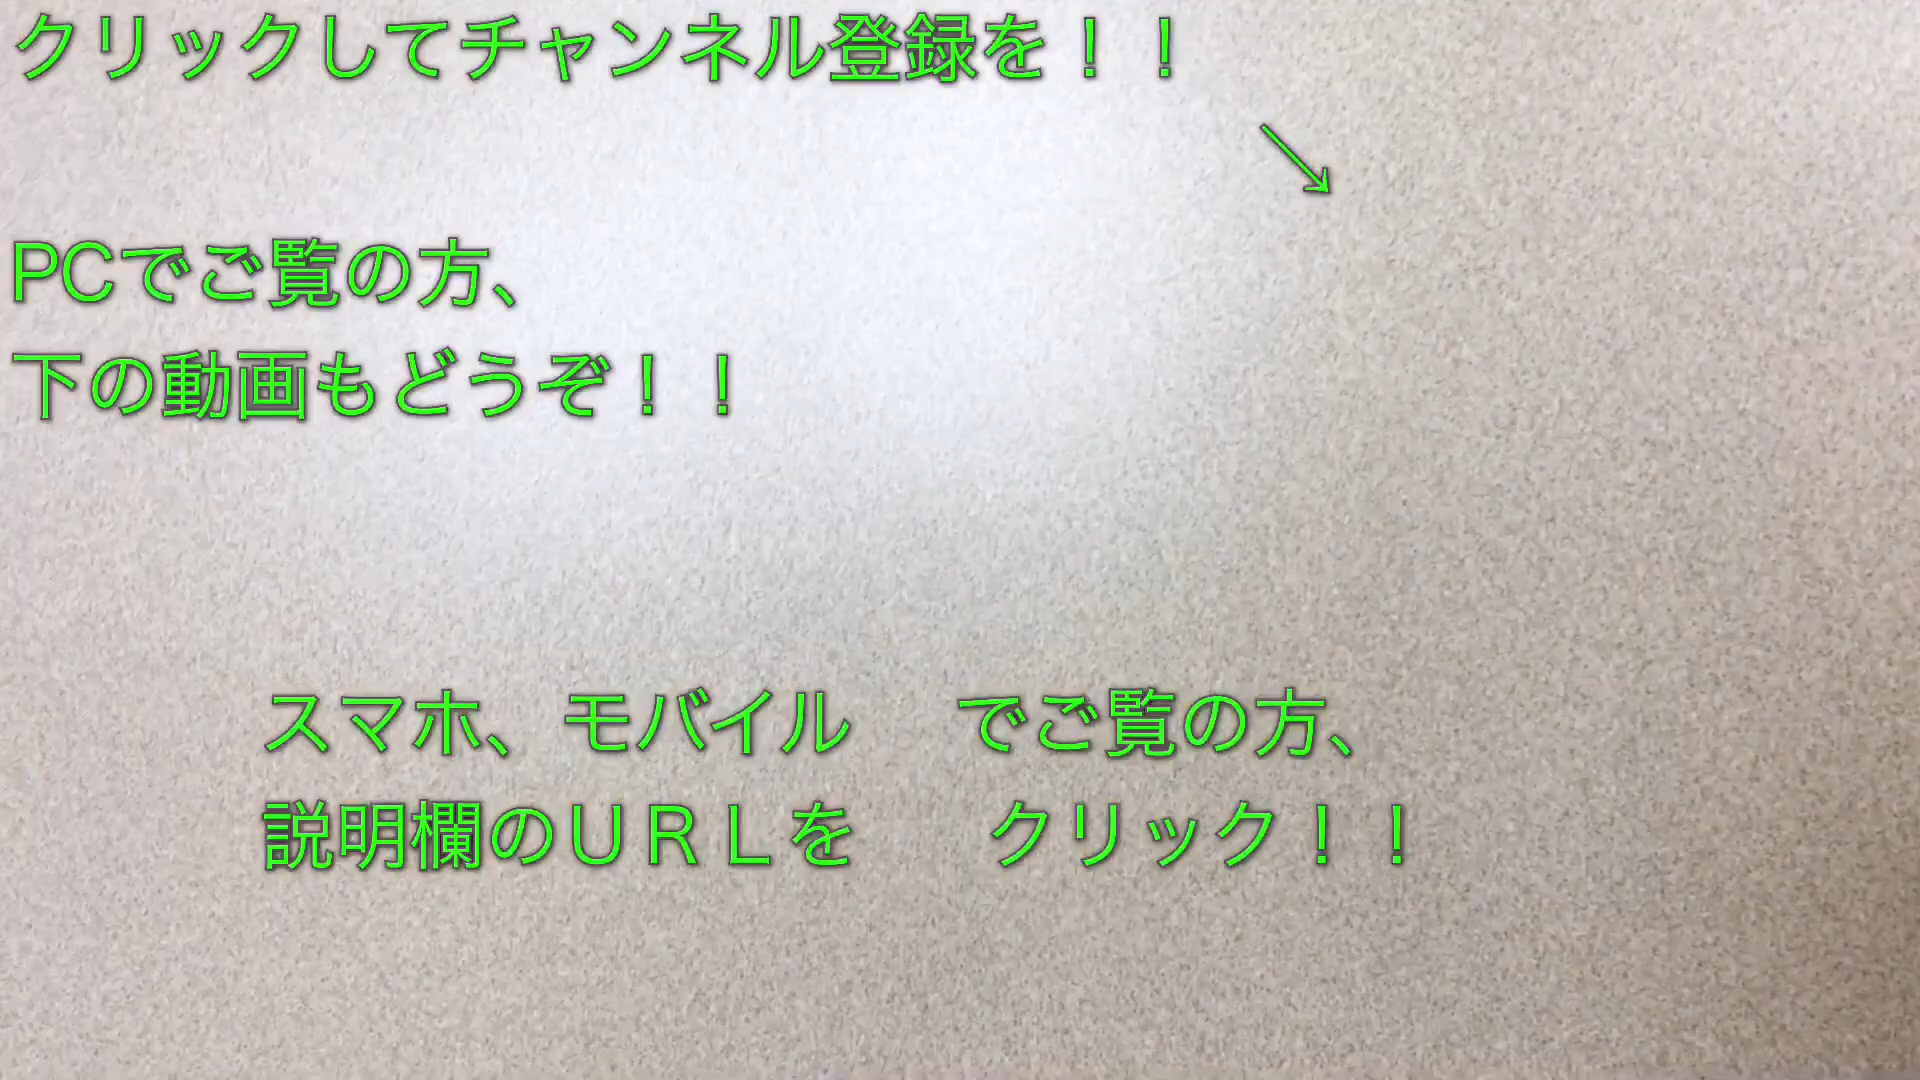 クリックしてチャンネル登録を！！
↘
PCでご覧の方、
下の動画もどうぞ！！
スマホ、モバイル　でご覧の方、
説明欄のＵＲＬを　クリック！！